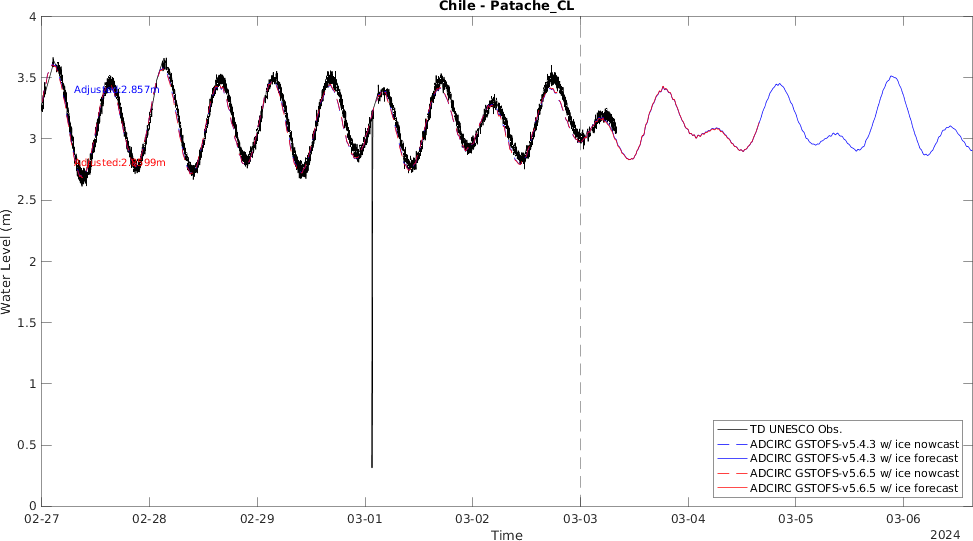 Chile - Patache_CL
4
3.5
3
2.5
2
1.5
1
0.5
0
Water Level (m)
Adjusted:2.857m
02-27
02-28
02-29
03-01
03-02
03-03
03-04
03-05
03-06
Time
2024
TD UNESCO Obs.
ADCIRC GSTOFS-v5.4.3 w/ ice nowcast
ADCIRC GSTOFS-v5.4.3 w/ ice forecast
ADCIRC GSTOFS-v5.6.5 w/ ice nowcast
ADCIRC GSTOFS-v5.6.5 w/ ice forecast